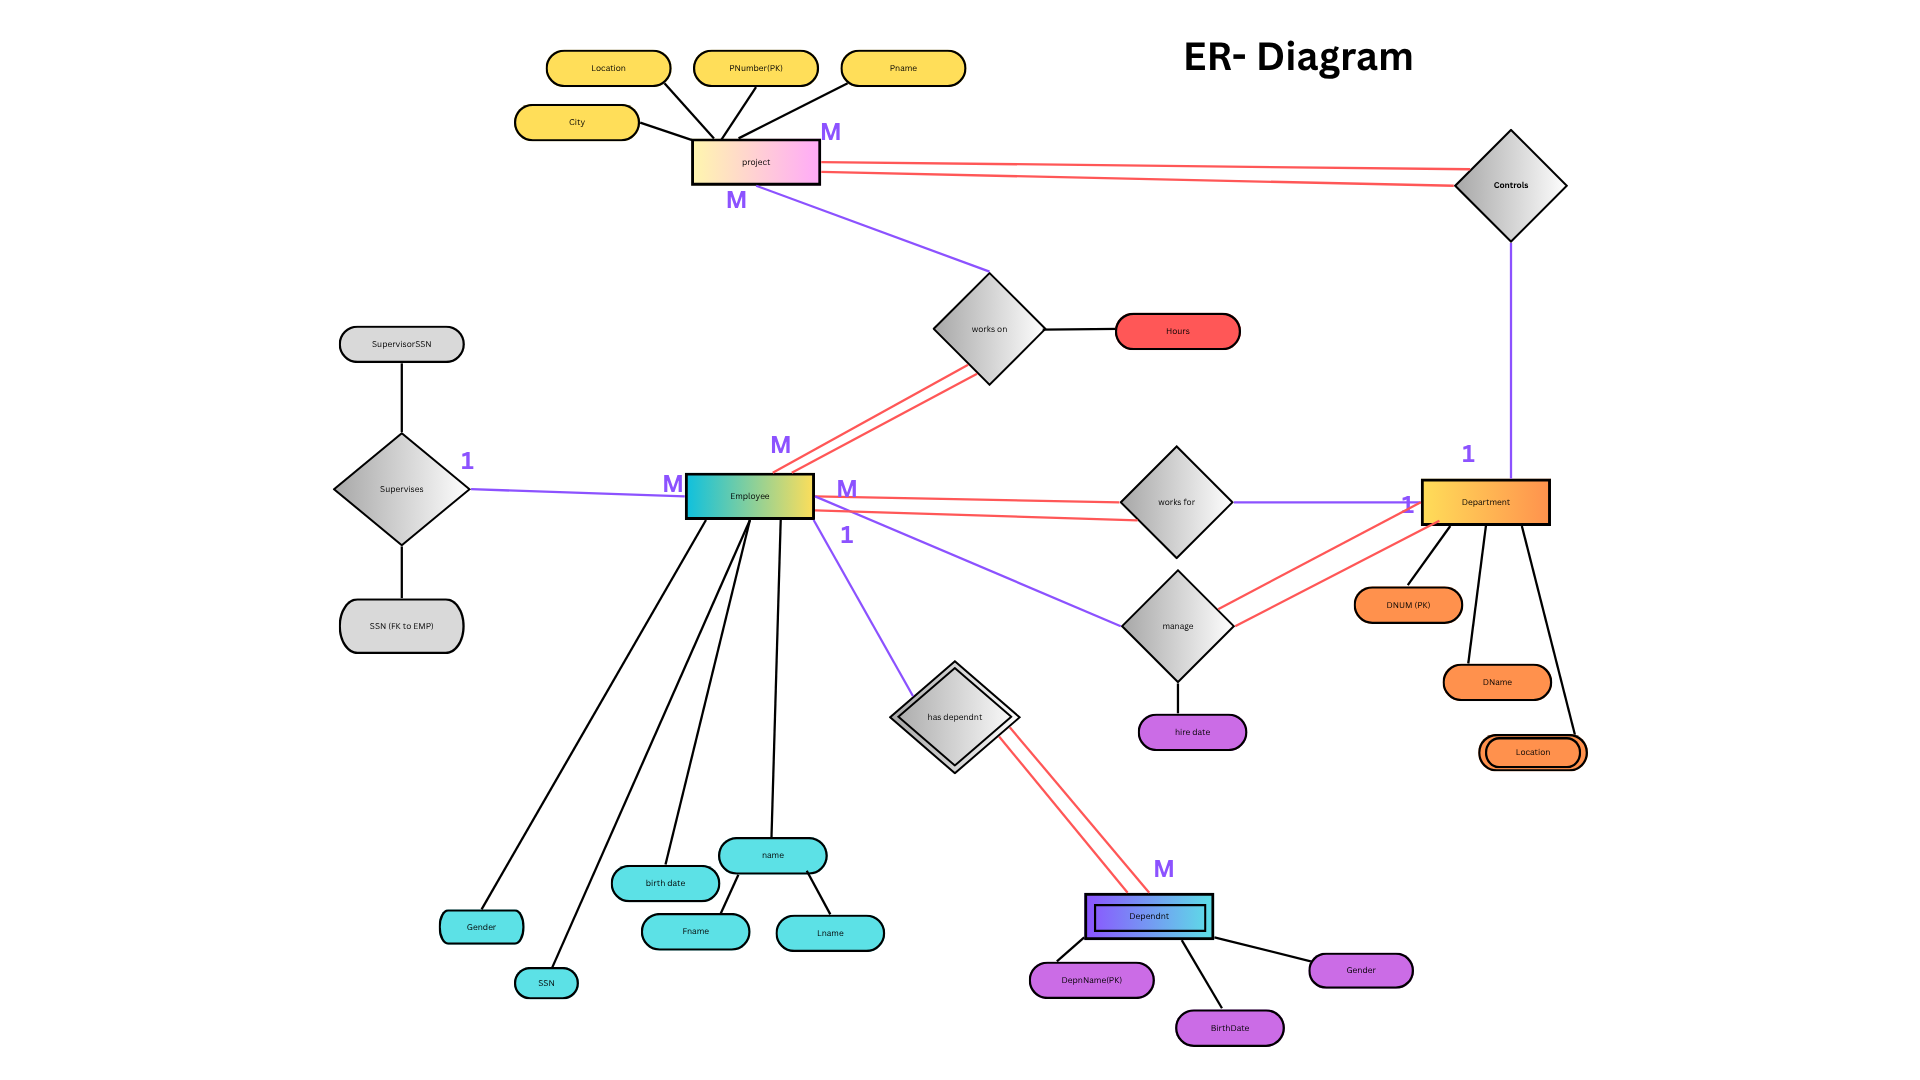 ER- Diagram
Location
PNumber(PK)
Pname
City
M
project
M
Controls
works on
Hours
SupervisorSSN
M
1
1
M
M
Supervises
Employee
works for
1
Department
1
SSN (FK to EMP)
manage
DNUM (PK)
DName
has dependnt
hire date
Location
name
M
birth date
Gender
Fname
Lname
Dependnt
SSN
DepnName(PK)
Gender
BirthDate